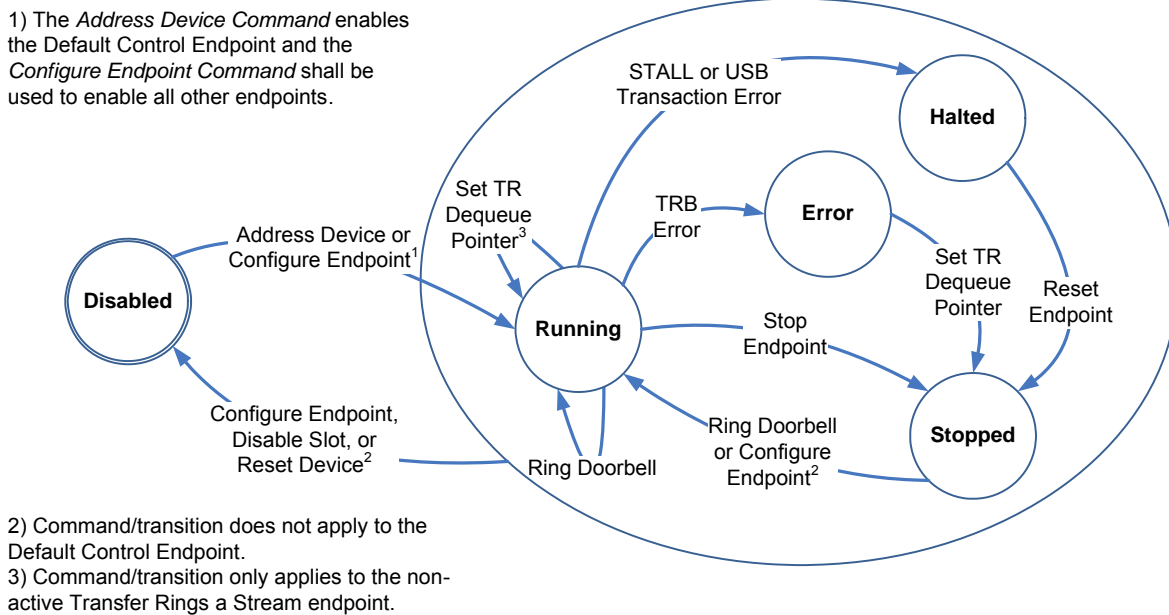 1) The Address Device Command enables
the Default Control Endpoint and the
Configure Endpoint Command shall be
used to enable all other endpoints.
STALL or USB
Transaction Error
Halted
Set TR
Dequeue
Pointer³
TRB
Error
Error
Address Device or
Configure Endpoint¹
Set TR
Dequeue
Pointer
Reset
Endpoint
Disabled
Running
Stop
Endpoint
Configure Endpoint,
Disable Slot, or
Reset Device²
Ring Doorbell
Ring Doorbell
or Configure
Endpoint²
Stopped
2) Command/transition does not apply to the
Default Control Endpoint.
3) Command/transition only applies to the non-
active Transfer Rings a Stream endpoint.